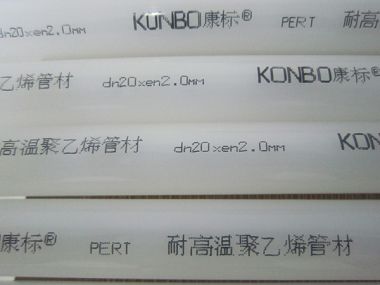 dn20xen2.0mm KONBO康标® PERT 耐高
乙烯管材 dn20xen2.0mm KONBO康标
高温聚乙烯管材 dn20xen2.0mm KON
康标® PERT 耐高温聚乙烯管材